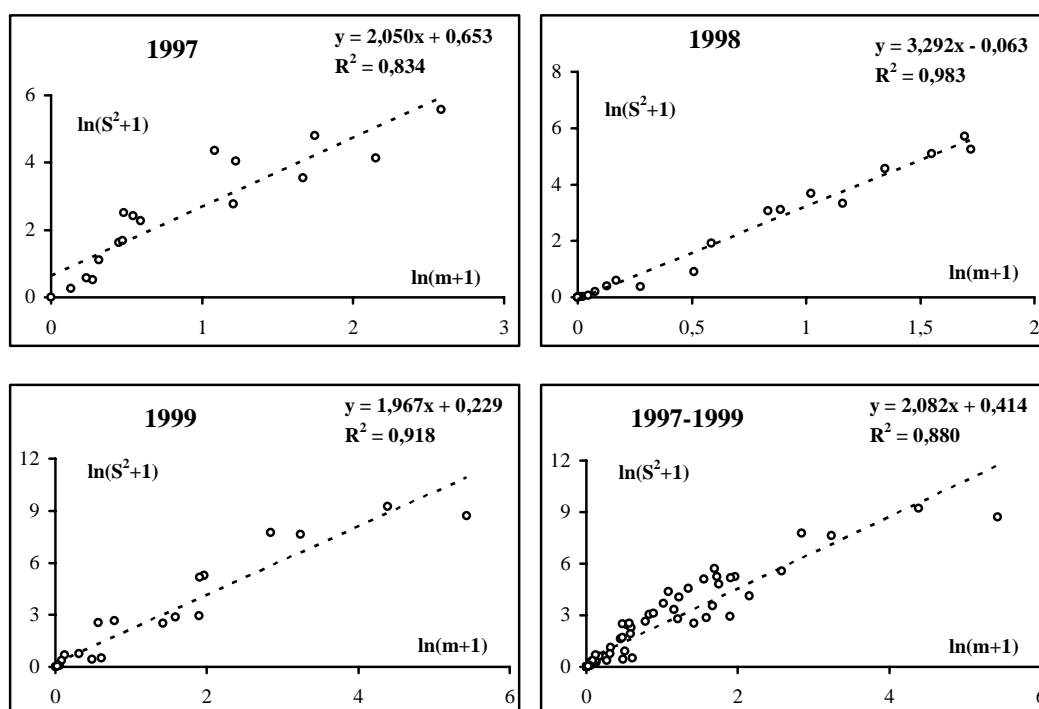 1997
y = 2,050x + 0,653
R² = 0,834
ln(S²+1)
6
4
2
0
ln(m+1)
0 1 2 3
1998
y = 3,292x - 0,063
R² = 0,983
8
ln(S²+1)
6
4
2
0
ln(m+1)
0 0,5 1 1,5 2
1999
y = 1,967x + 0,229
R² = 0,918
12
ln(S²+1)
9
6
3
0
ln(m+1)
0 2 4 6
1997-1999
y = 2,082x + 0,414
R² = 0,880
12
ln(S²+1)
9
6
3
0
ln(m+1)
0 2 4 6